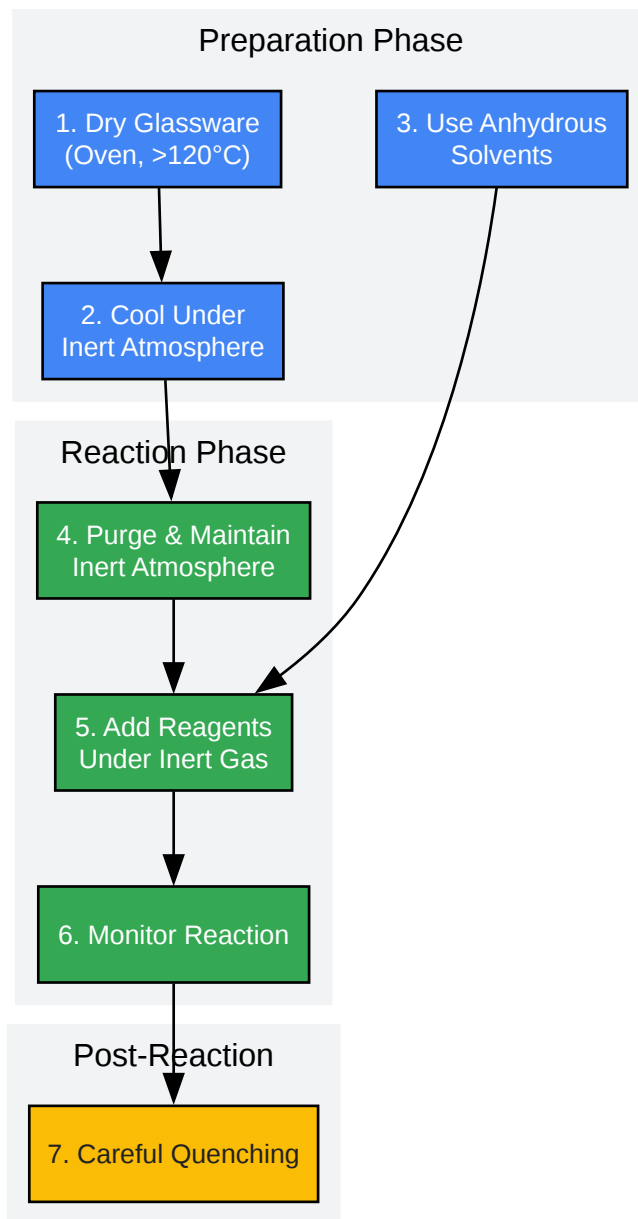 Preparation Phase
1. Dry Glassware
(Oven, >120°C)
3. Use Anhydrous
Solvents
2. Cool Under
Inert Atmosphere
Reaction Phase
4. Purge & Maintain
Inert Atmosphere
5. Add Reagents
Under Inert Gas
6. Monitor Reaction
Post-Reaction
7. Careful Quenching